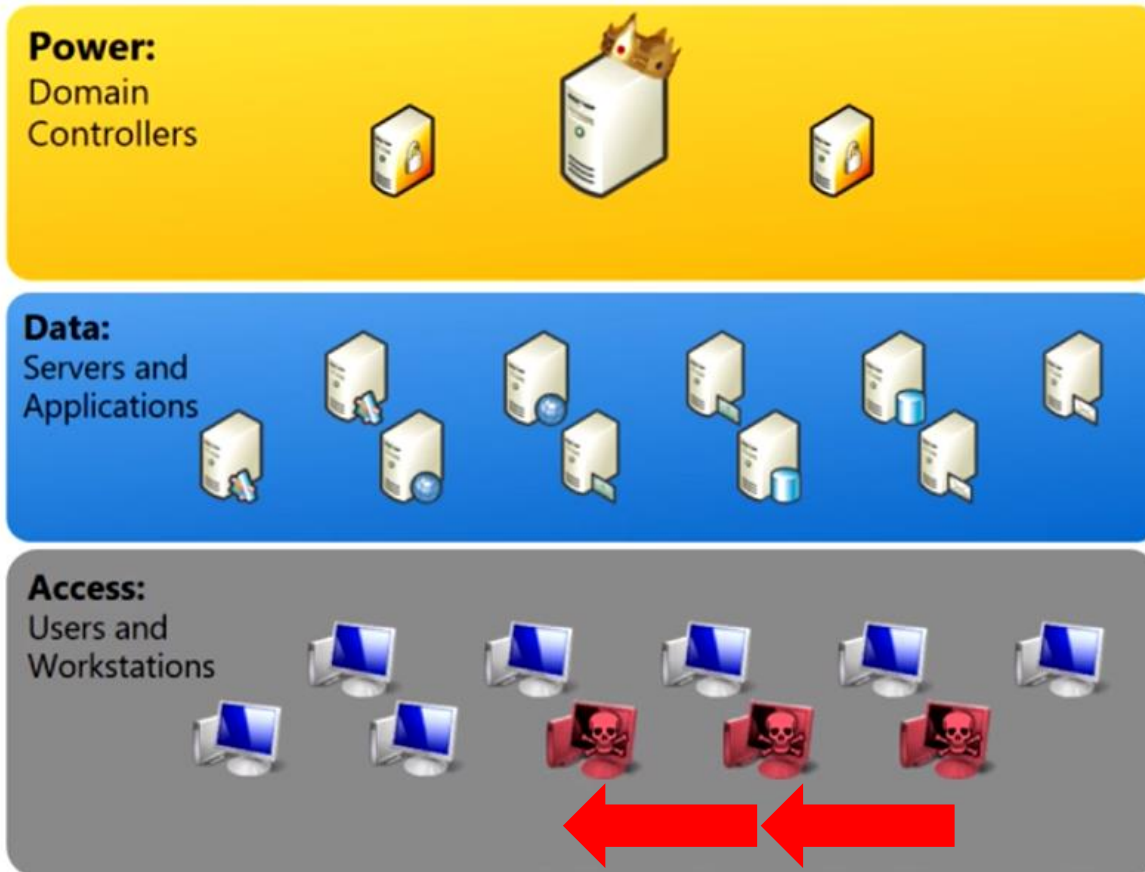 Power:
Domain
Controllers
Data:
Servers and
Applications
Access:
Users and
Workstations